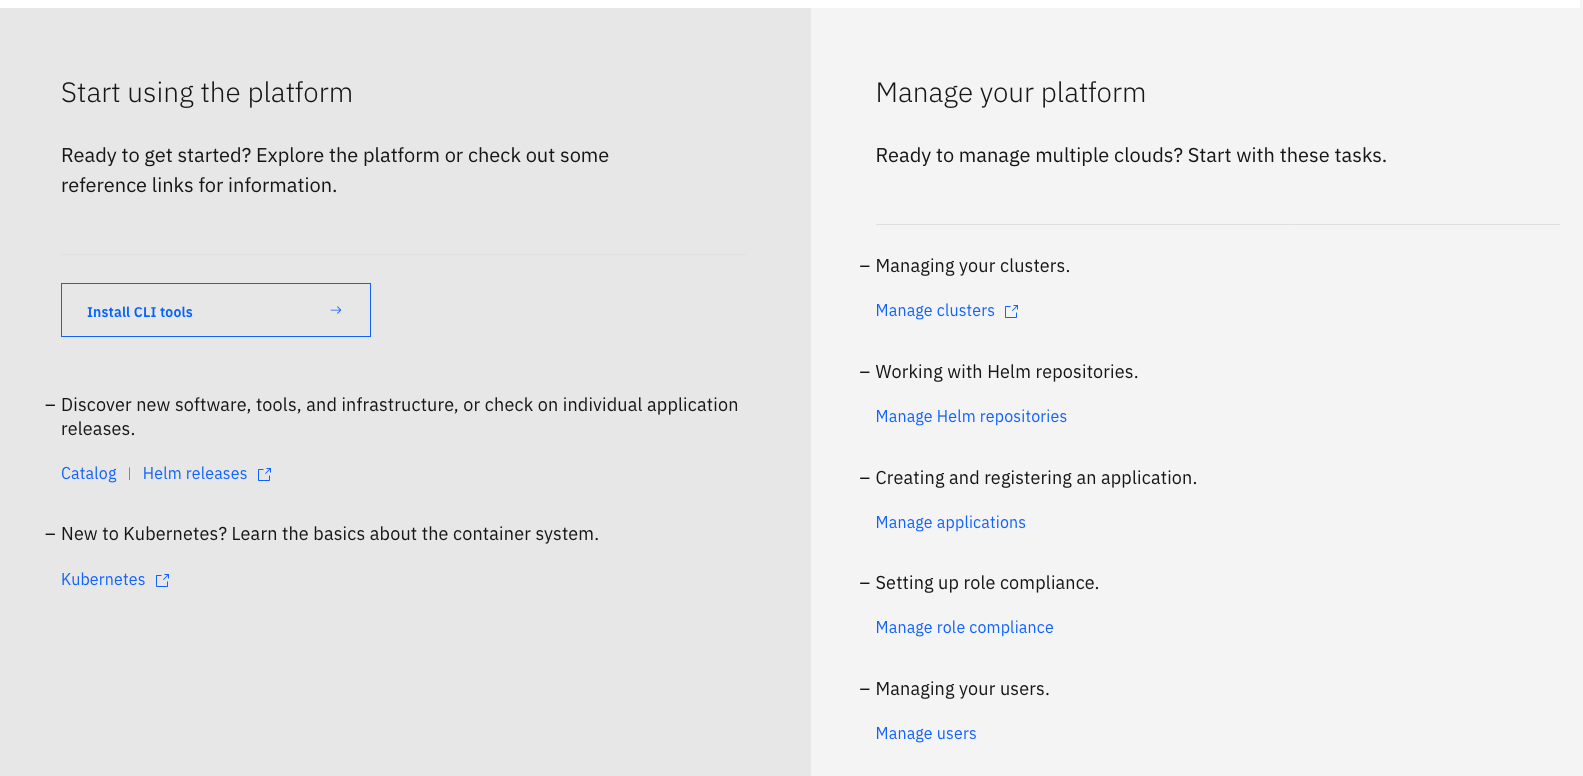 Start using the platform
Ready to get started? Explore the platform or check out some
reference links for information.
Install CLI tools
– Discover new software, tools, and infrastructure, or check on individual application
releases.
Catalog | Helm releases
– New to Kubernetes? Learn the basics about the container system.
Kubernetes
Manage your platform
Ready to manage multiple clouds? Start with these tasks.
– Managing your clusters.
Manage clusters
– Working with Helm repositories.
Manage Helm repositories
– Creating and registering an application.
Manage applications
– Setting up role compliance.
Manage role compliance
– Managing your users.
Manage users